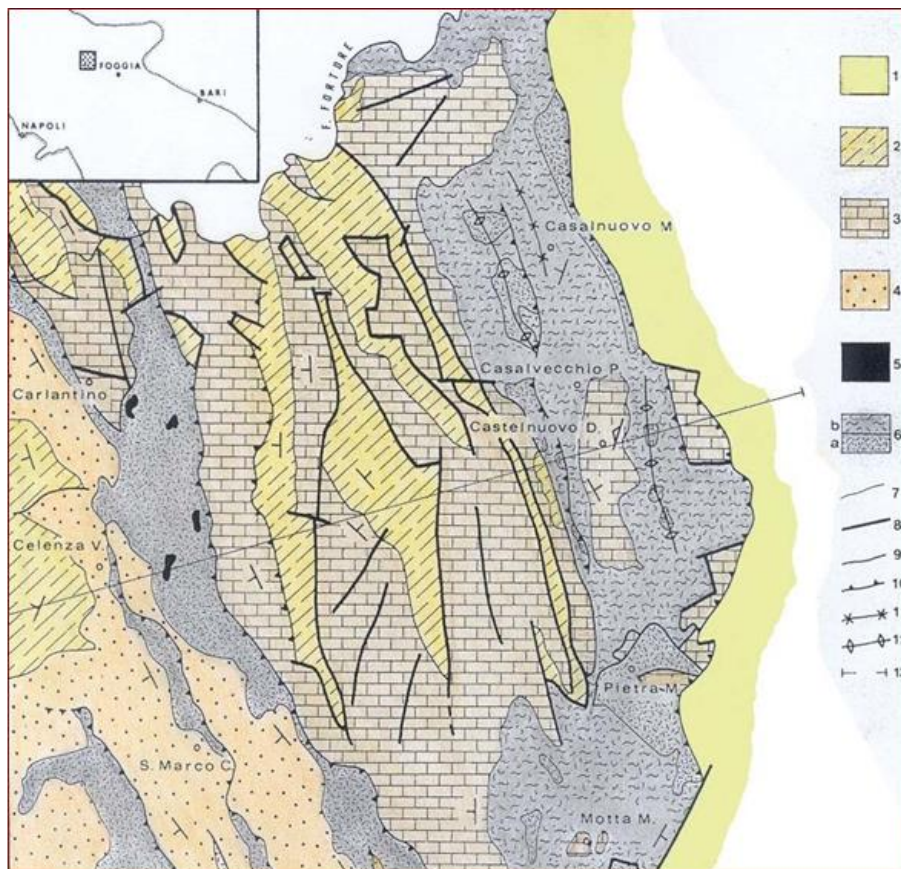 FOGGIA
BARI
NAPOLI
F. FORTORE
Casalnuovo M.
Casalvecchio P.
Castelnuovo D.
Carlantino
Celenza V.
Pietra M.
S. Marco C.
Motta M.
1
2
3
4
5
b
a
6
7
8
9
10